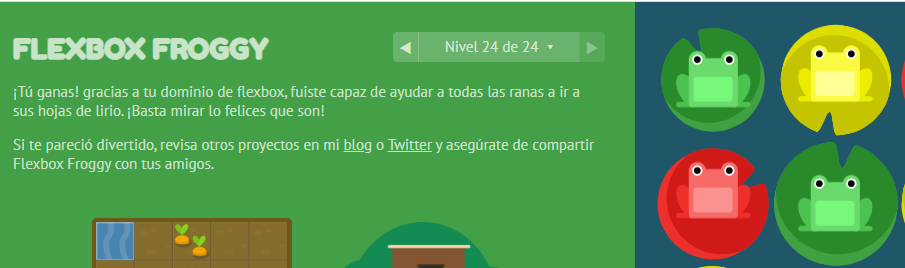 FLEXBOX FROGGY
Nivel 24 de 24
¡Tú ganas! gracias a tu dominio de flexbox, fuiste capaz de ayudar a todas las ranas a ir a
sus hojas de lirio. ¡Basta mirar lo felices que son!
Si te pareció divertido, revisa otros proyectos en mi blog o Twitter y asegúrate de compartir
Flexbox Froggy con tus amigos.